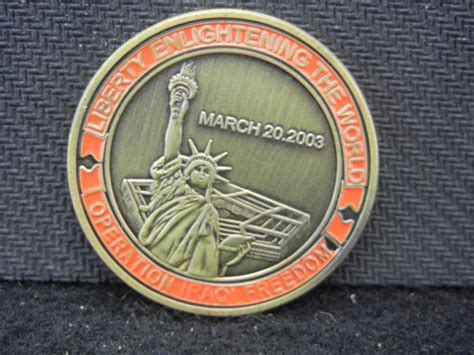 LIBERTY ENLIGHTENING THE WORLD
MARCH 20.2003
OPERATION IRAQI FREEDOM